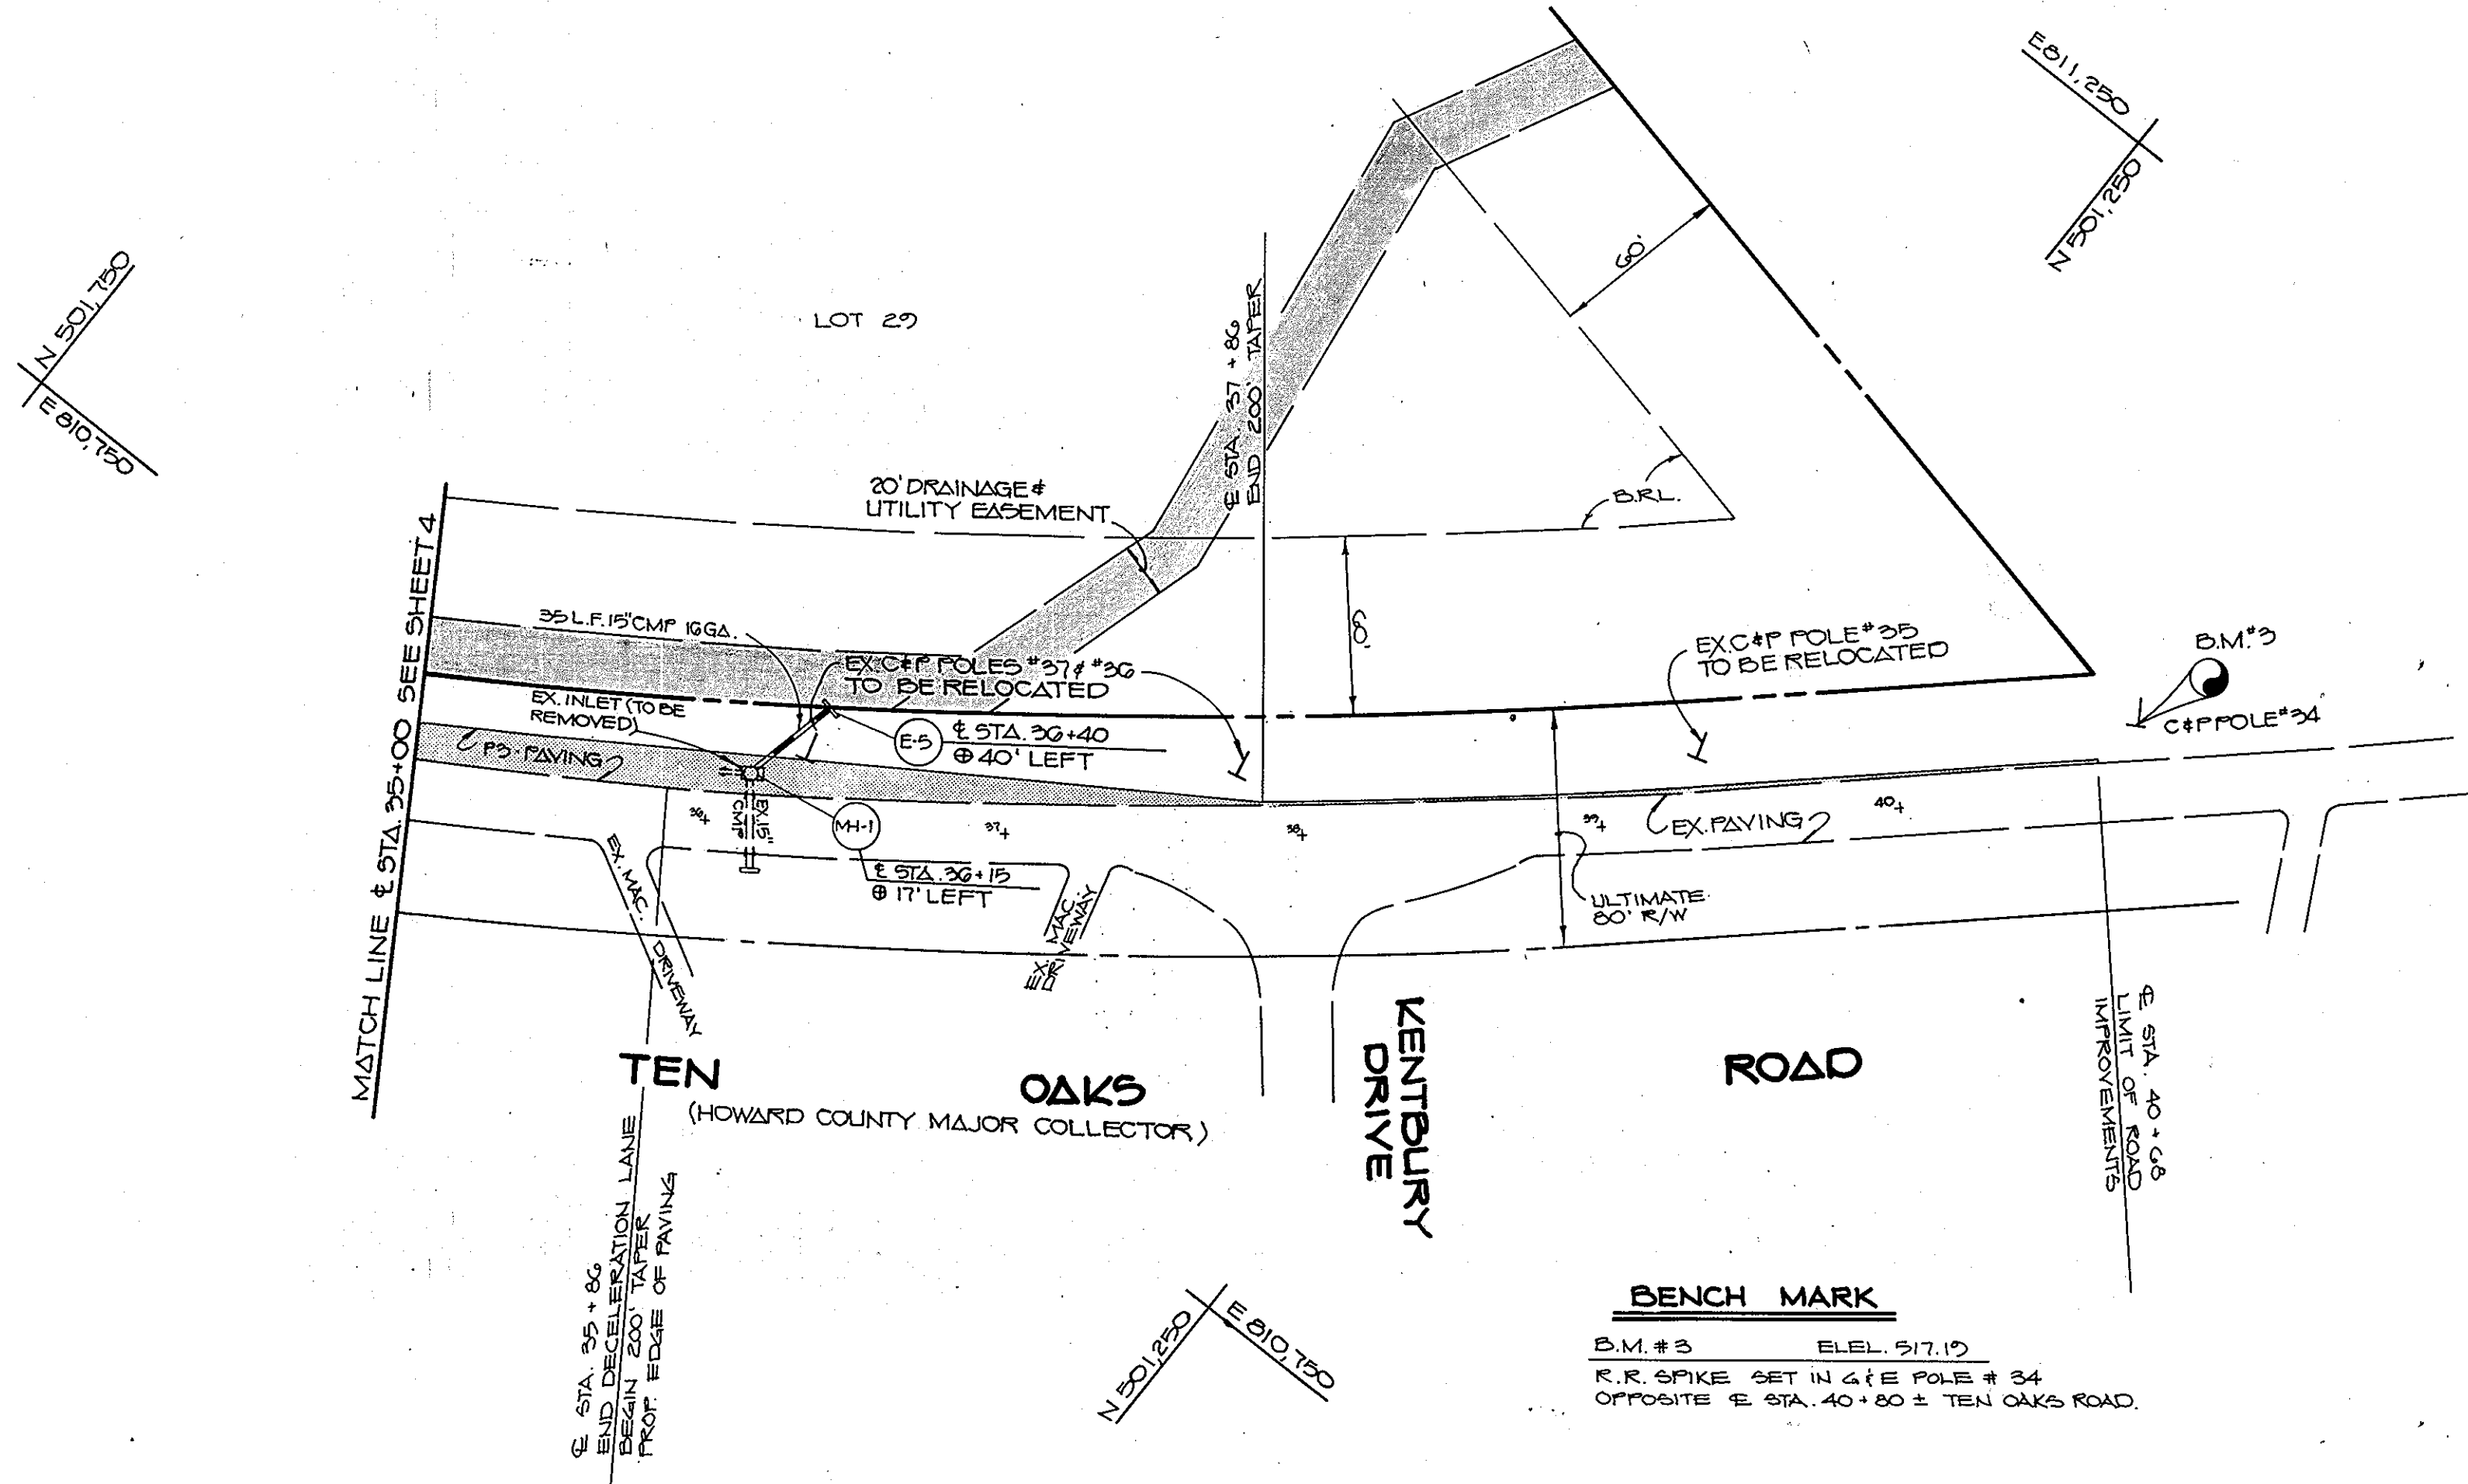 E 811,250
N 501,250
N 501,750
E 810,750
LOT 29
60'
℄ STA. 37 + 86
END 200' TAPER
20' DRAINAGE &
UTILITY EASEMENT
B.R.L.
MATCH LINE ℄ STA. 35+00 SEE SHEET 4
35 L.F. 15" CMP 16 GA.
60'
EX. C&P POLES #37 & #36
TO BE RELOCATED
EX. C&P POLE #35
TO BE RELOCATED
B.M. #3
C&P POLE #34
EX. INLET (TO BE
REMOVED)
P3 PAVING
E-5
℄ STA. 36+40
⊕ 40' LEFT
36+
EX. 15"
CMP
MH-1
37+
38+
39+
40+
EX. PAVING
℄ STA. 36+15
⊕ 17' LEFT
EX. MAC. DRIVEWAY
EX. MAC.
DRIVEWAY
ULTIMATE
80' R/W
TEN OAKS ROAD
(HOWARD COUNTY MAJOR COLLECTOR)
KENTBURY
DRIVE
℄ STA. 40+68
LIMIT OF ROAD
IMPROVEMENTS
℄ STA. 35 + 86
END DECELERATION LANE
BEGIN 200' TAPER
PROP. EDGE OF PAVING
N 501,250
E 810,750
BENCH MARK
B.M. #3 ELEL. 517.19
R.R. SPIKE SET IN G&E POLE # 34
OPPOSITE ℄ STA. 40+80 ± TEN OAKS ROAD.